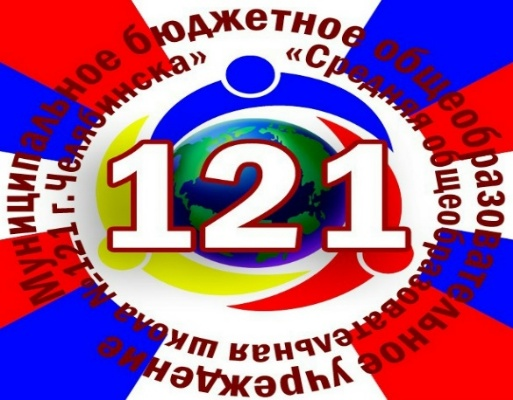 Муниципальное бюджетное общеобразовательное учреждение
«Средняя общеобразовательная школа №121 г.Челябинска»
121